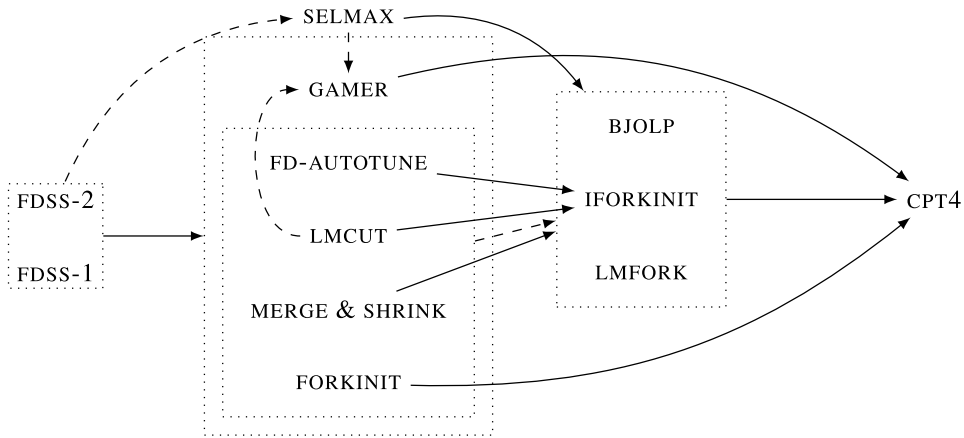 SELMAX
GAMER
BJOLP
FD-AUTOTUNE
FDSS-2
IFORKINIT
CPT4
LMCUT
FDSS-1
LMFORK
MERGE & SHRINK
FORKINIT